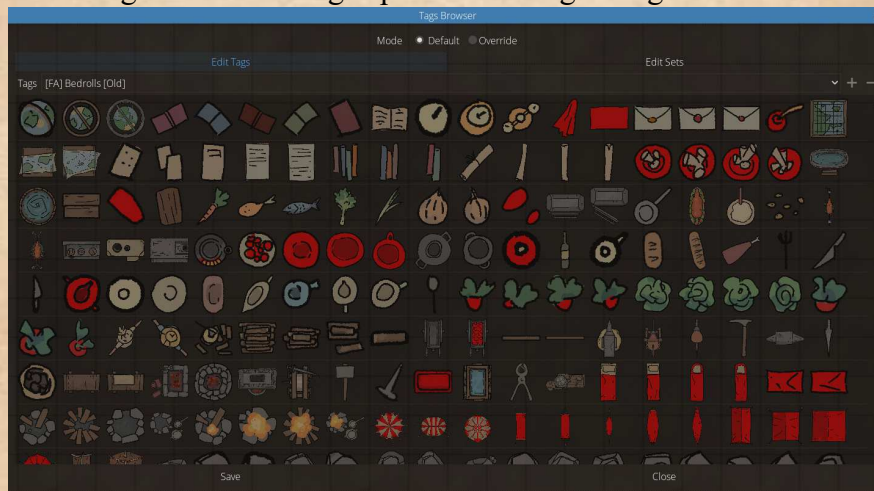 Tags Browser
Mode Default Override
Edit Tags Edit Sets
Tags [FA] Bedrolls [Old]
Save Close